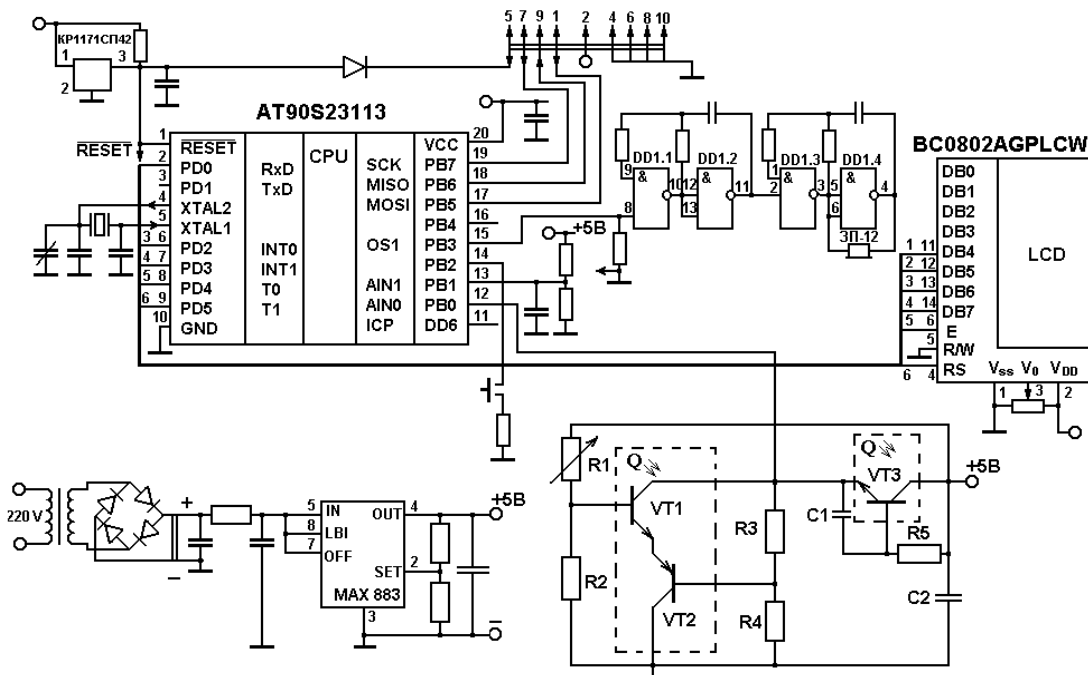 5 7 9 1 2 4 6 8 10
КР1171СП42
1 3
2
AT90S23113
RESET
1 RESET
2 PD0 RxD
3 PD1 TxD
4 XTAL2
5 XTAL1
3 6 PD2 INT0
4 7 PD3 INT1
5 8 PD4 T0
6 9 PD5 T1
10 GND
CPU
VCC 20
SCK PB7 19
MISO PB6 18
MOSI PB5 17
PB4 16
OS1 PB3 15
PB2 14
AIN1 PB1 13
AIN0 PB0 12
ICP DD6 11
+5В
DD1.1 DD1.2 DD1.3 DD1.4
& & & &
9 8 10 12 13 11 1 2 3 5 6 4
ЗП-12
BC0802AGPLCW
DB0
DB1
DB2
DB3
1 11 DB4
2 12 DB5
3 13 DB6
4 14 DB7
5 6 E
5 R/W
6 4 RS
LCD
Vss V0 VDD
1 3 2
220 V
+
–
5 IN OUT 4
8 LBI
7 OFF
SET 2
MAX 883
3
+5В
–
R1
Q
VT1
R2
VT2
R3
R4
Q
VT3
+5В
C1
R5
C2